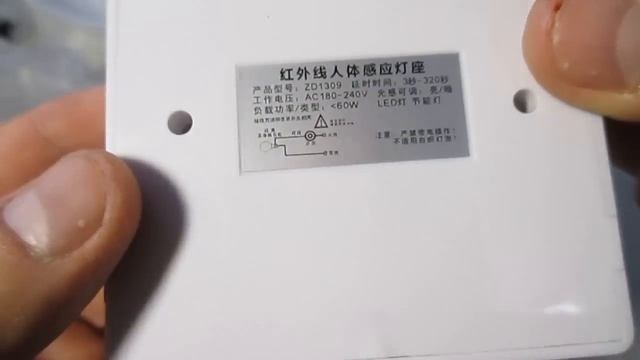 红外线人体感应灯座
产品型号：ZD1309 延时时间：3秒-320秒
工作电压：AC180-240V 光感可调：亮/暗
负载功率/类型：<60W LED灯 节能灯
注意：严禁带电操作！
不适用白炽灯泡！